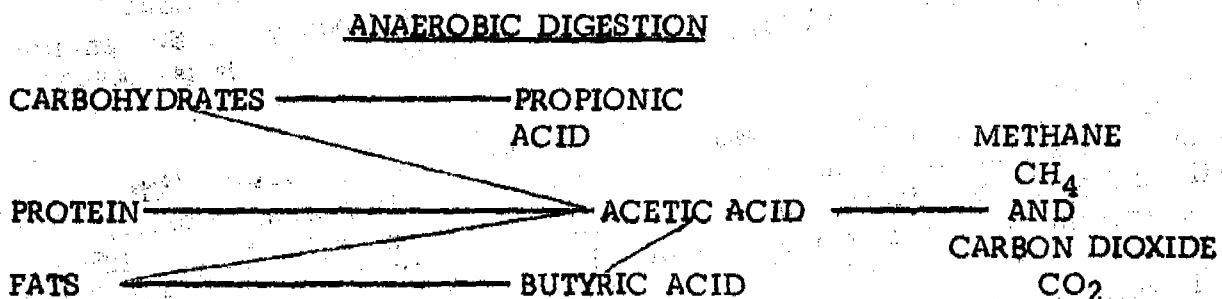 ANAEROBIC DIGESTION
CARBOHYDRATES PROPIONIC
ACID
METHANE
CH4
PROTEIN ACETIC ACID AND
CARBON DIOXIDE
FATS BUTYRIC ACID CO2